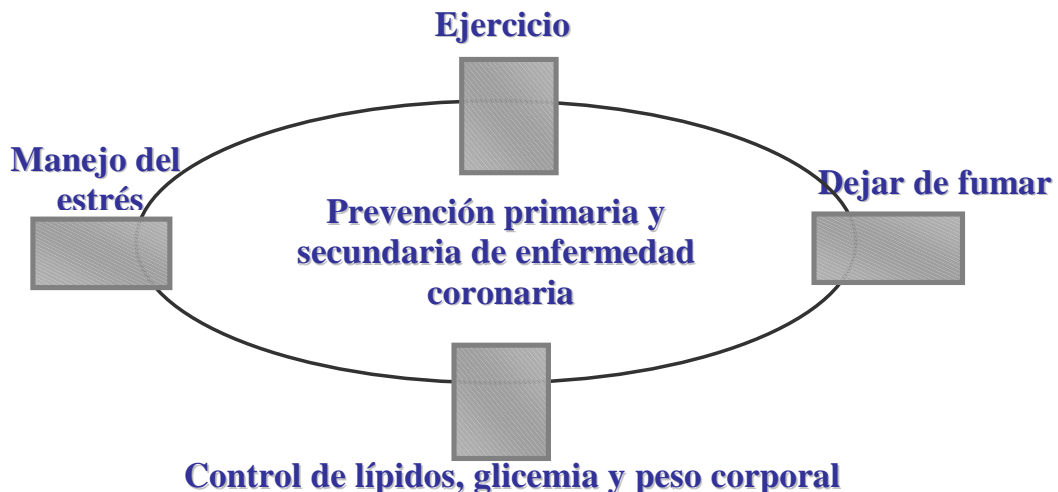 Ejercicio
Manejo del
estrés
Dejar de fumar
Prevención primaria y
secundaria de enfermedad
coronaria
Control de lípidos, glicemia y peso corporal